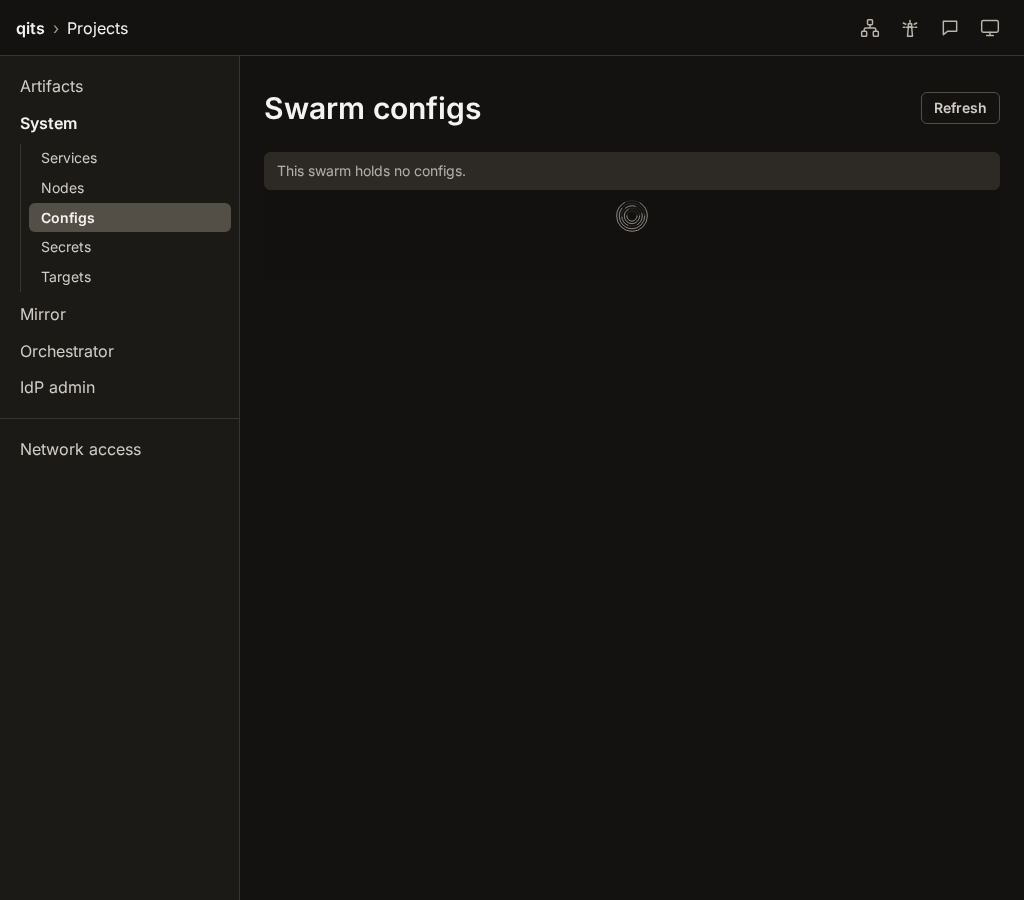 qits › Projects
Artifacts
System
Services
Nodes
Configs
Secrets
Targets
Mirror
Orchestrator
IdP admin
Network access
Swarm configs
Refresh
This swarm holds no configs.